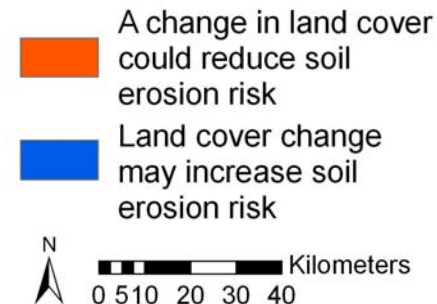 A change in land cover
could reduce soil
erosion risk
Land cover change
may increase soil
erosion risk
N
Kilometers
0 510 20 30 40